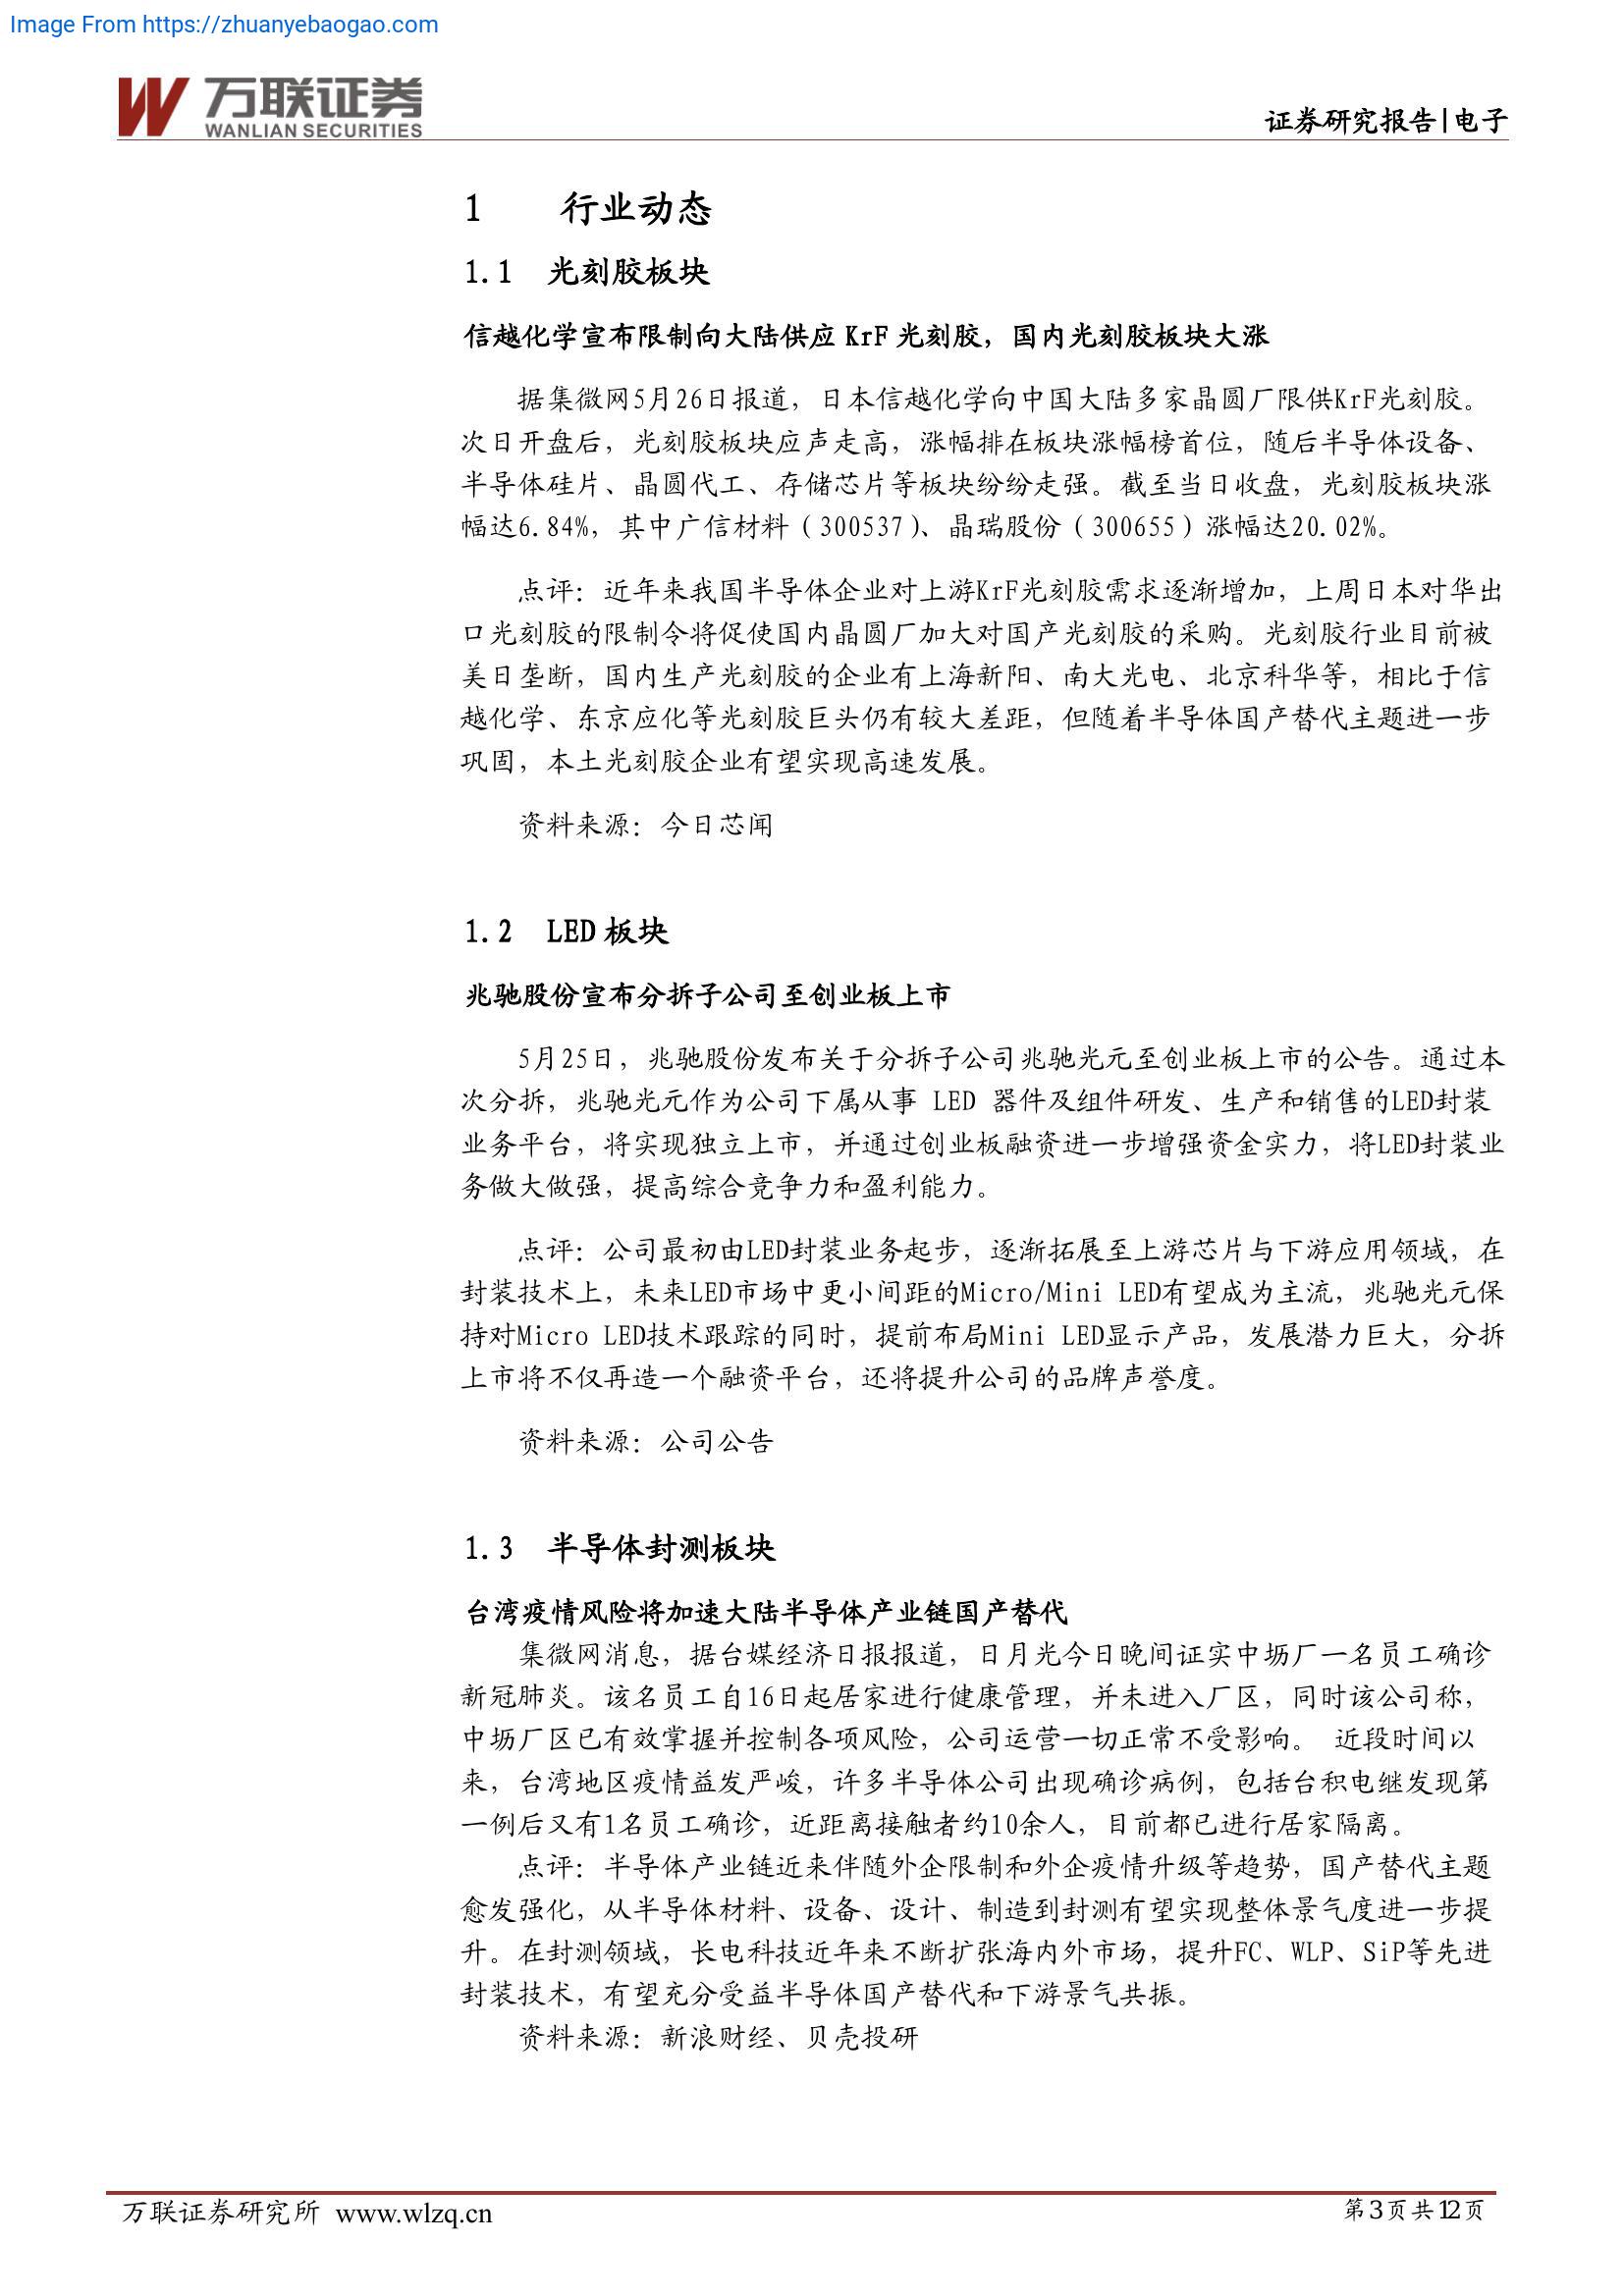 Image From https://zhuanyebaogao.com
万联证券
WANLIAN SECURITIES
证券研究报告|电子
1 行业动态
1.1 光刻胶板块
信越化学宣布限制向大陆供应 KrF 光刻胶，国内光刻胶板块大涨
据集微网5月26日报道，日本信越化学向中国大陆多家晶圆厂限供KrF光刻胶。
次日开盘后，光刻胶板块应声走高，涨幅排在板块涨幅榜首位，随后半导体设备、
半导体硅片、晶圆代工、存储芯片等板块纷纷走强。截至当日收盘，光刻胶板块涨
幅达6.84%，其中广信材料（300537）、晶瑞股份（300655）涨幅达20.02%。
点评：近年来我国半导体企业对上游KrF光刻胶需求逐渐增加，上周日本对华出
口光刻胶的限制令将促使国内晶圆厂加大对国产光刻胶的采购。光刻胶行业目前被
美日垄断，国内生产光刻胶的企业有上海新阳、南大光电、北京科华等，相比于信
越化学、东京应化等光刻胶巨头仍有较大差距，但随着半导体国产替代主题进一步
巩固，本土光刻胶企业有望实现高速发展。
资料来源：今日芯闻
1.2 LED 板块
兆驰股份宣布分拆子公司至创业板上市
5月25日，兆驰股份发布关于分拆子公司兆驰光元至创业板上市的公告。通过本
次分拆，兆驰光元作为公司下属从事 LED 器件及组件研发、生产和销售的LED封装
业务平台，将实现独立上市，并通过创业板融资进一步增强资金实力，将LED封装业
务做大做强，提高综合竞争力和盈利能力。
点评：公司最初由LED封装业务起步，逐渐拓展至上游芯片与下游应用领域，在
封装技术上，未来LED市场中更小间距的Micro/Mini LED有望成为主流，兆驰光元保
持对Micro LED技术跟踪的同时，提前布局Mini LED显示产品，发展潜力巨大，分拆
上市将不仅再造一个融资平台，还将提升公司的品牌声誉度。
资料来源：公司公告
1.3 半导体封测板块
台湾疫情风险将加速大陆半导体产业链国产替代
集微网消息，据台媒经济日报报道，日月光今日晚间证实中坜厂一名员工确诊
新冠肺炎。该名员工自16日起居家进行健康管理，并未进入厂区，同时该公司称，
中坜厂区已有效掌握并控制各项风险，公司运营一切正常不受影响。 近段时间以
来，台湾地区疫情益发严峻，许多半导体公司出现确诊病例，包括台积电继发现第
一例后又有1名员工确诊，近距离接触者约10余人，目前都已进行居家隔离。
点评：半导体产业链近来伴随外企限制和外企疫情升级等趋势，国产替代主题
愈发强化，从半导体材料、设备、设计、制造到封测有望实现整体景气度进一步提
升。在封测领域，长电科技近年来不断扩张海内外市场，提升FC、WLP、SiP等先进
封装技术，有望充分受益半导体国产替代和下游景气共振。
资料来源：新浪财经、贝壳投研
万联证券研究所 www.wlzq.cn
第3页共12页